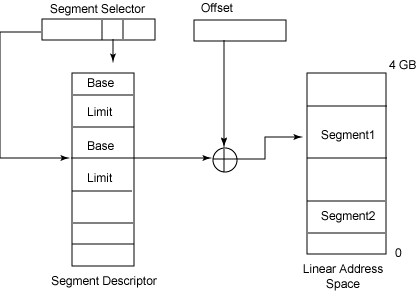 Segment Selector
Offset
4 GB
Base
Limit
Base
Limit
Segment1
Segment2
0
Segment Descriptor
Linear Address
Space